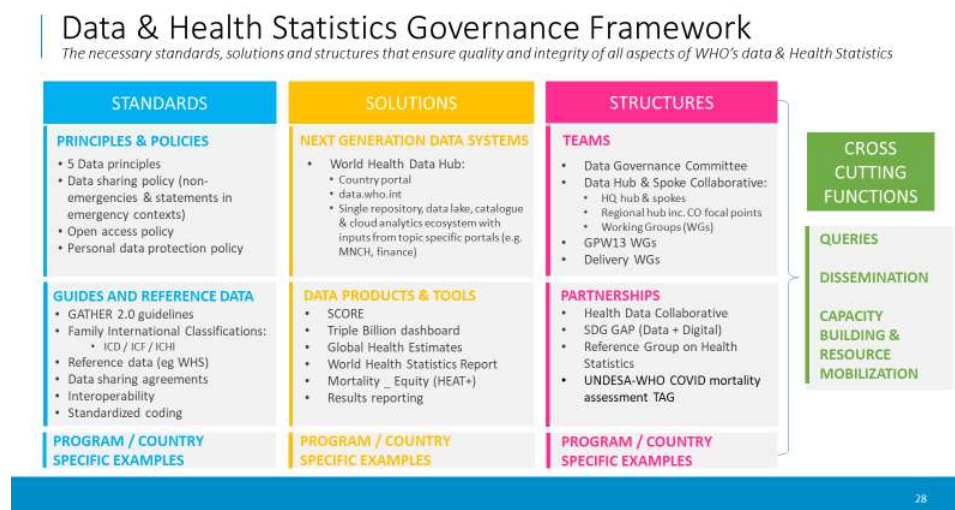 Data & Health Statistics Governance Framework
The necessary standards, solutions and structures that ensure quality and integrity of all aspects of WHO's data & Health Statistics
STANDARDS
PRINCIPLES & POLICIES
• 5 Data principles
• Data sharing policy (non-
emergencies & statements in
emergency contexts)
• Open access policy
• Personal data protection policy
GUIDES AND REFERENCE DATA
• GATHER 2.0 guidelines
• Family International Classifications:
• ICD / ICF / ICHI
• Reference data (eg WHS)
• Data sharing agreements
• Interoperability
• Standardized coding
PROGRAM / COUNTRY
SPECIFIC EXAMPLES
SOLUTIONS
NEXT GENERATION DATA SYSTEMS
• World Health Data Hub:
• Country portal
• data.who.int
• Single repository, data lake, catalogue
& cloud analytics ecosystem with
inputs from topic specific portals (e.g.
MNCH, finance)
DATA PRODUCTS & TOOLS
• SCORE
• Triple Billion dashboard
• Global Health Estimates
• World Health Statistics Report
• Mortality _ Equity (HEAT+)
• Results reporting
PROGRAM / COUNTRY
SPECIFIC EXAMPLES
STRUCTURES
TEAMS
• Data Governance Committee
• Data Hub & Spoke Collaborative:
• HQ hub & spokes
• Regional hub inc. CO focal points
• Working Groups (WGs)
• GPW13 WGs
• Delivery WGs
PARTNERSHIPS
• Health Data Collaborative
• SDG GAP (Data + Digital)
• Reference Group on Health
Statistics
• UNDESA-WHO COVID mortality
assessment TAG
PROGRAM / COUNTRY
SPECIFIC EXAMPLES
CROSS
CUTTING
FUNCTIONS
QUERIES
DISSEMINATION
CAPACITY
BUILDING &
RESOURCE
MOBILIZATION
28